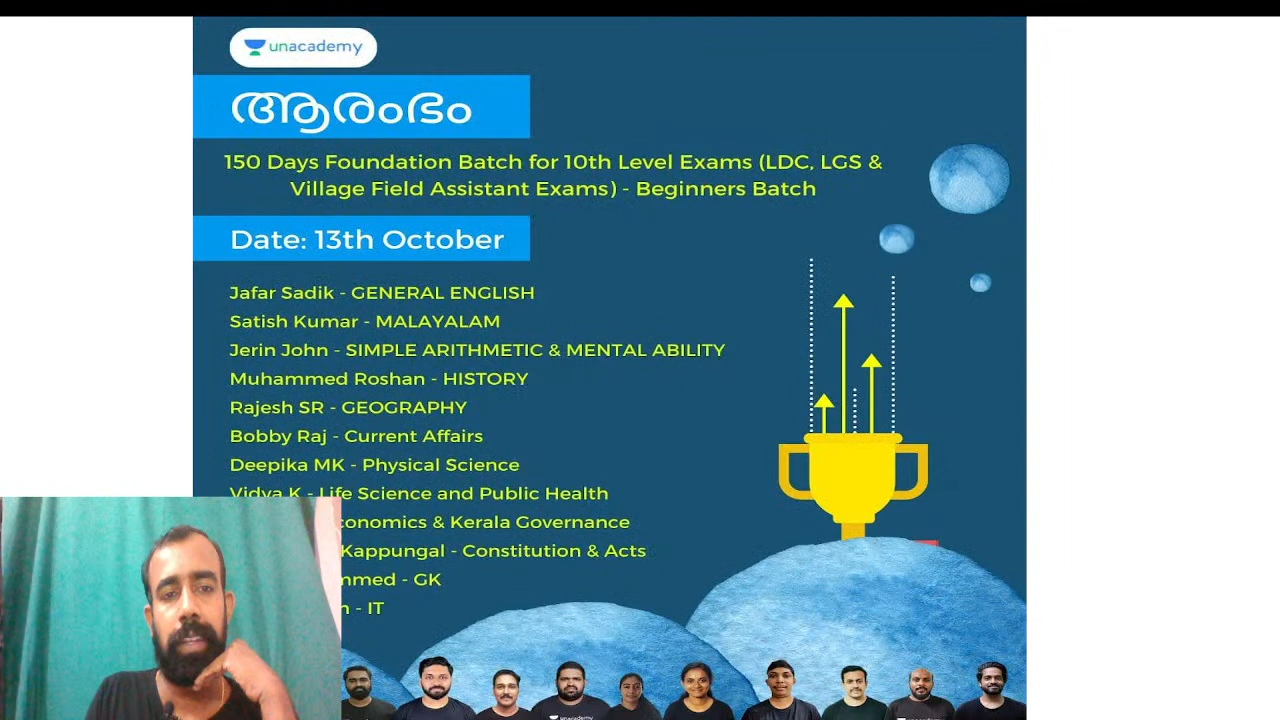 unacademy
ആരംഭം
150 Days Foundation Batch for 10th Level Exams (LDC, LGS &
Village Field Assistant Exams) - Beginners Batch
Date: 13th October
Jafar Sadik - GENERAL ENGLISH
Satish Kumar - MALAYALAM
Jerin John - SIMPLE ARITHMETIC & MENTAL ABILITY
Muhammed Roshan - HISTORY
Rajesh SR - GEOGRAPHY
Bobby Raj - Current Affairs
Deepika MK - Physical Science
Vidya K - Life Science and Public Health
& Kerala Governance
Kappungal - Constitution & Acts
- GK
- IT
unacademy